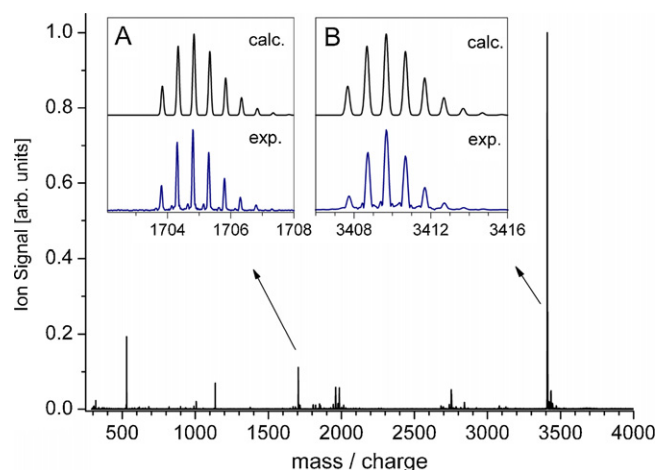 A
calc.
exp.
1704 1706 1708
B
calc.
exp.
3408 3412 3416
Ion Signal [arb. units]
1.0
0.8
0.6
0.4
0.2
0.0
500 1000 1500 2000 2500 3000 3500 4000
mass / charge